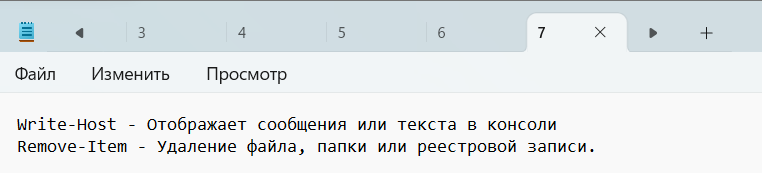 3 4 5 6 7
Файл Изменить Просмотр
Write-Host - Отображает сообщения или текста в консоли
Remove-Item - Удаление файла, папки или реестровой записи.